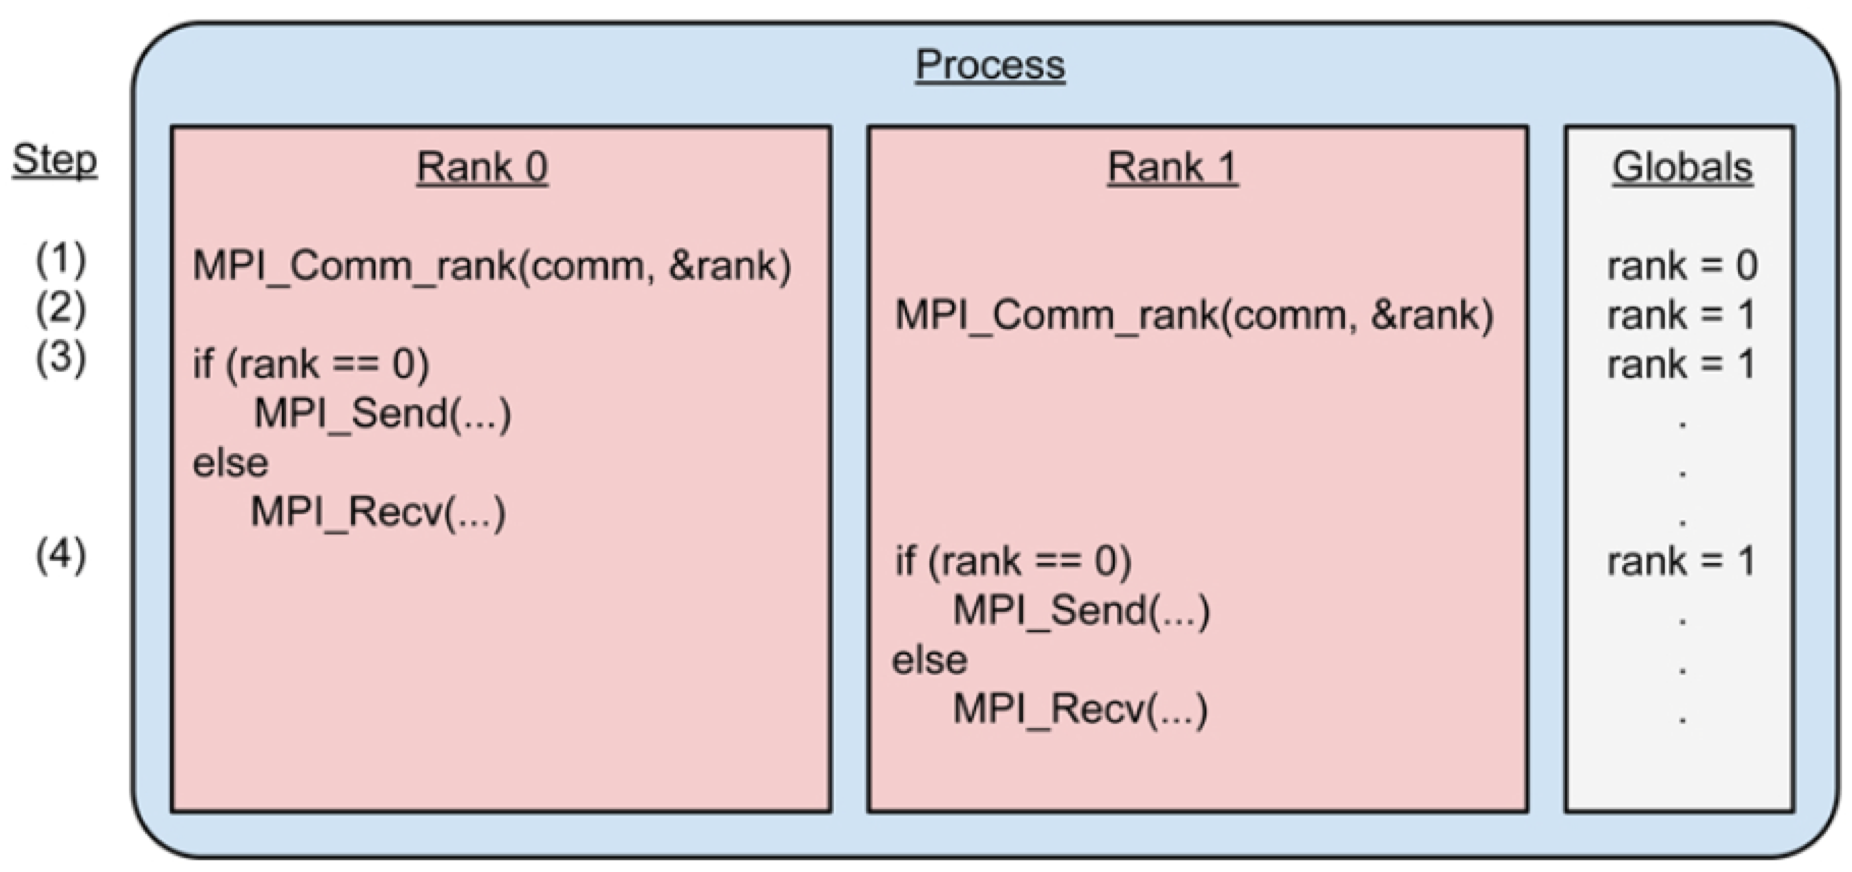 Process
Step Rank 0 Rank 1 Globals
(1) MPI_Comm_rank(comm, &rank) rank = 0
(2) MPI_Comm_rank(comm, &rank) rank = 1
(3) if (rank == 0) rank = 1
MPI_Send(...) .
else .
MPI_Recv(...) .
(4) if (rank == 0) rank = 1
MPI_Send(...) .
else .
MPI_Recv(...) .